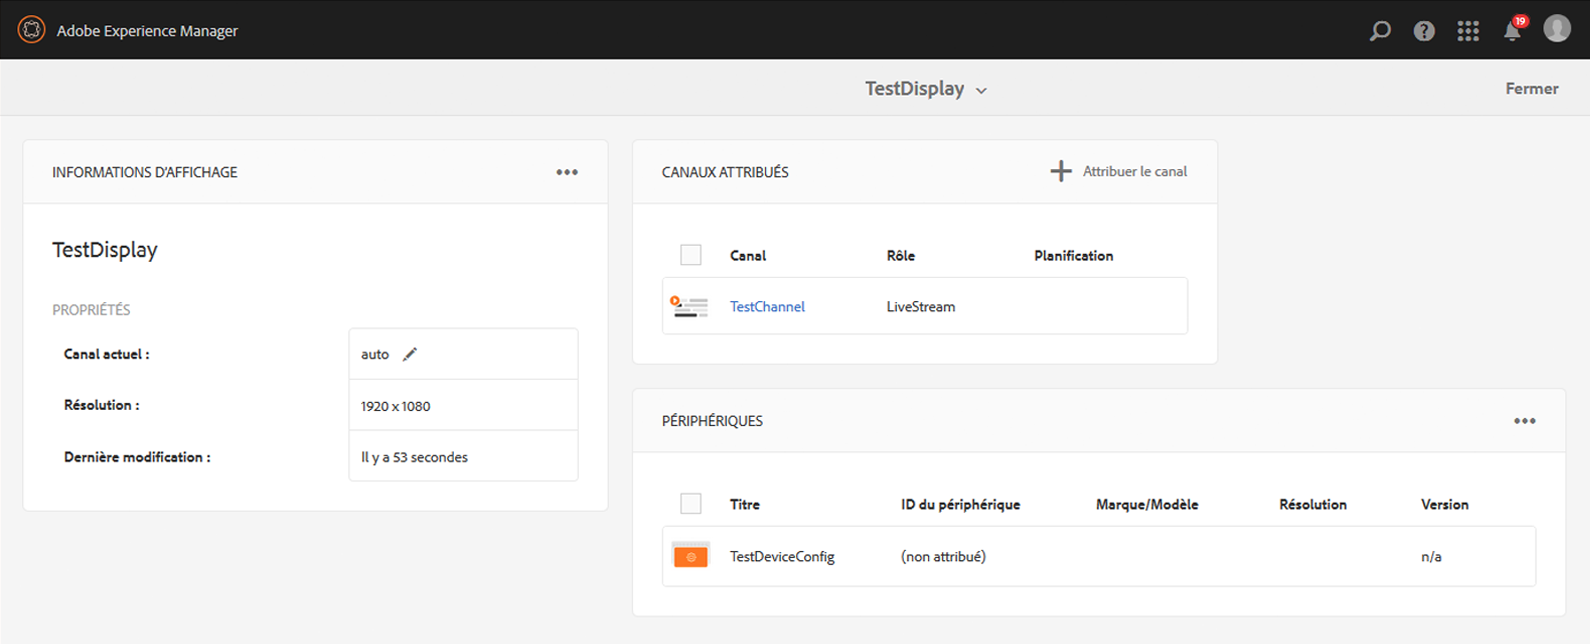 Adobe Experience Manager
19
TestDisplay
Fermer
INFORMATIONS D'AFFICHAGE
TestDisplay
PROPRIÉTÉS
Canal actuel : auto
Résolution : 1920 x 1080
Dernière modification : Il y a 53 secondes
CANAUX ATTRIBUÉS
Attribuer le canal
Canal Rôle Planification
TestChannel LiveStream
PÉRIPHÉRIQUES
Titre ID du périphérique Marque/Modèle Résolution Version
TestDeviceConfig (non attribué) n/a